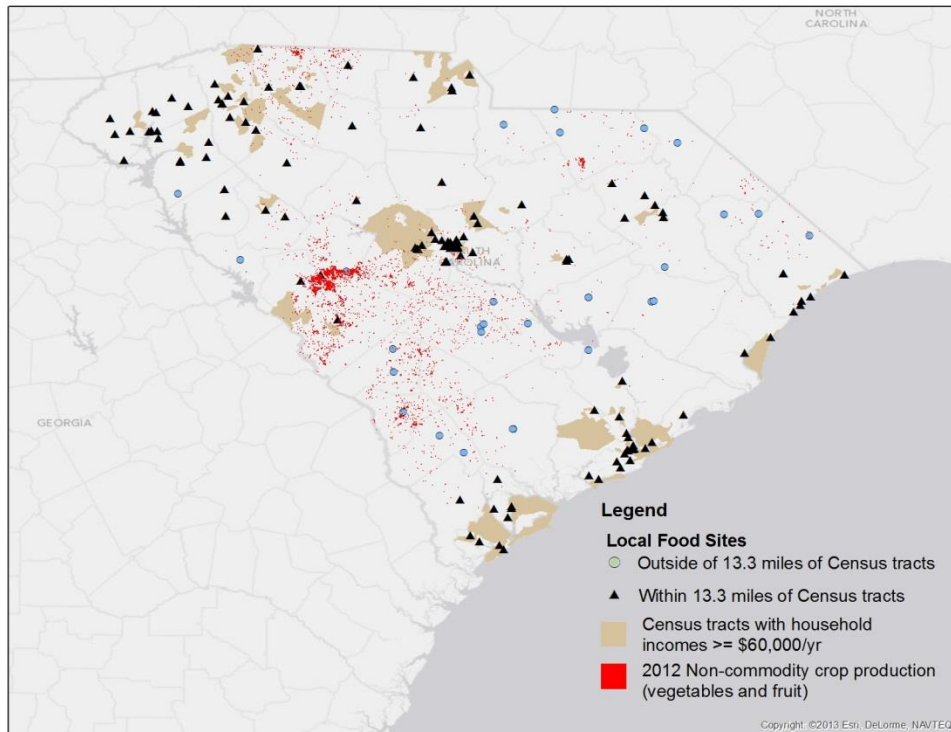 NORTH
CAROLINA
NORTH
CAROLINA
GEORGIA
Legend
Local Food Sites
Outside of 13.3 miles of Census tracts
Within 13.3 miles of Census tracts
Census tracts with household
incomes >= $60,000/yr
2012 Non-commodity crop production
(vegetables and fruit)
Copyright: ©2013 Esri, DeLorme, NAVTEQ